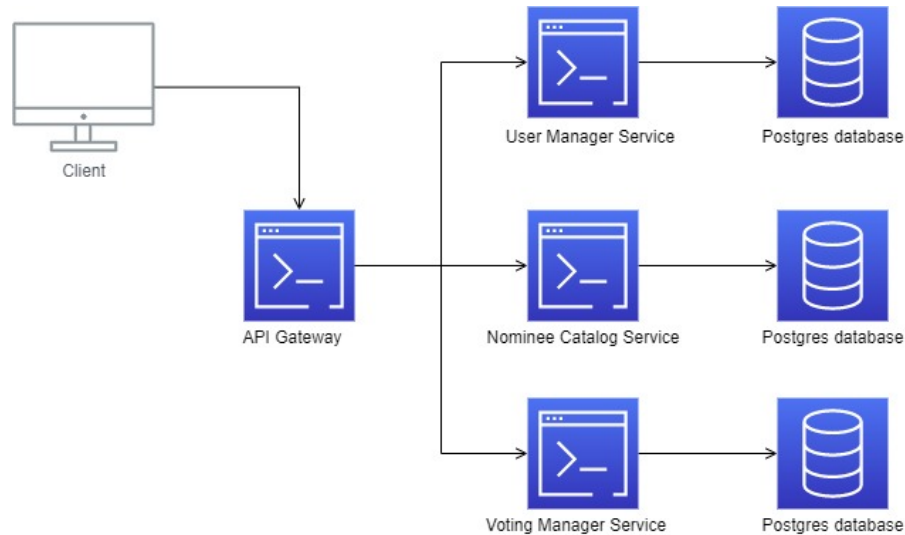 User Manager Service
Postgres database
Client
API Gateway
Nominee Catalog Service
Postgres database
Voting Manager Service
Postgres database